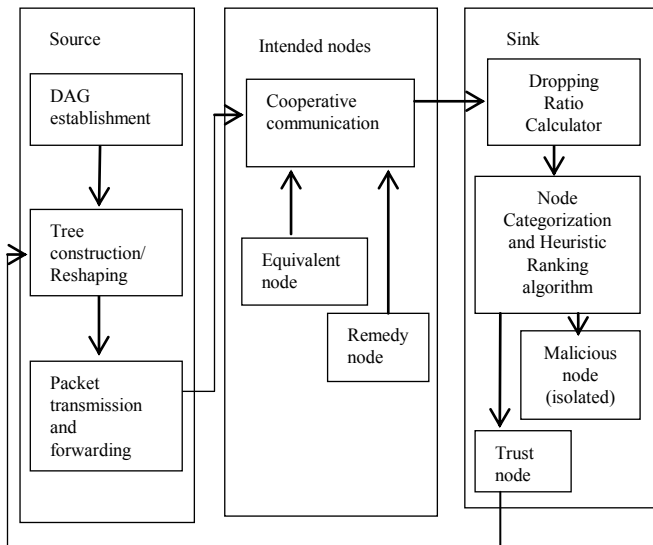 Source
DAG
establishment
Tree
construction/
Reshaping
Packet
transmission
and
forwarding
Intended nodes
Cooperative
communication
Equivalent
node
Remedy
node
Sink
Dropping
Ratio
Calculator
Node
Categorization
and Heuristic
Ranking
algorithm
Malicious
node
(isolated)
Trust
node